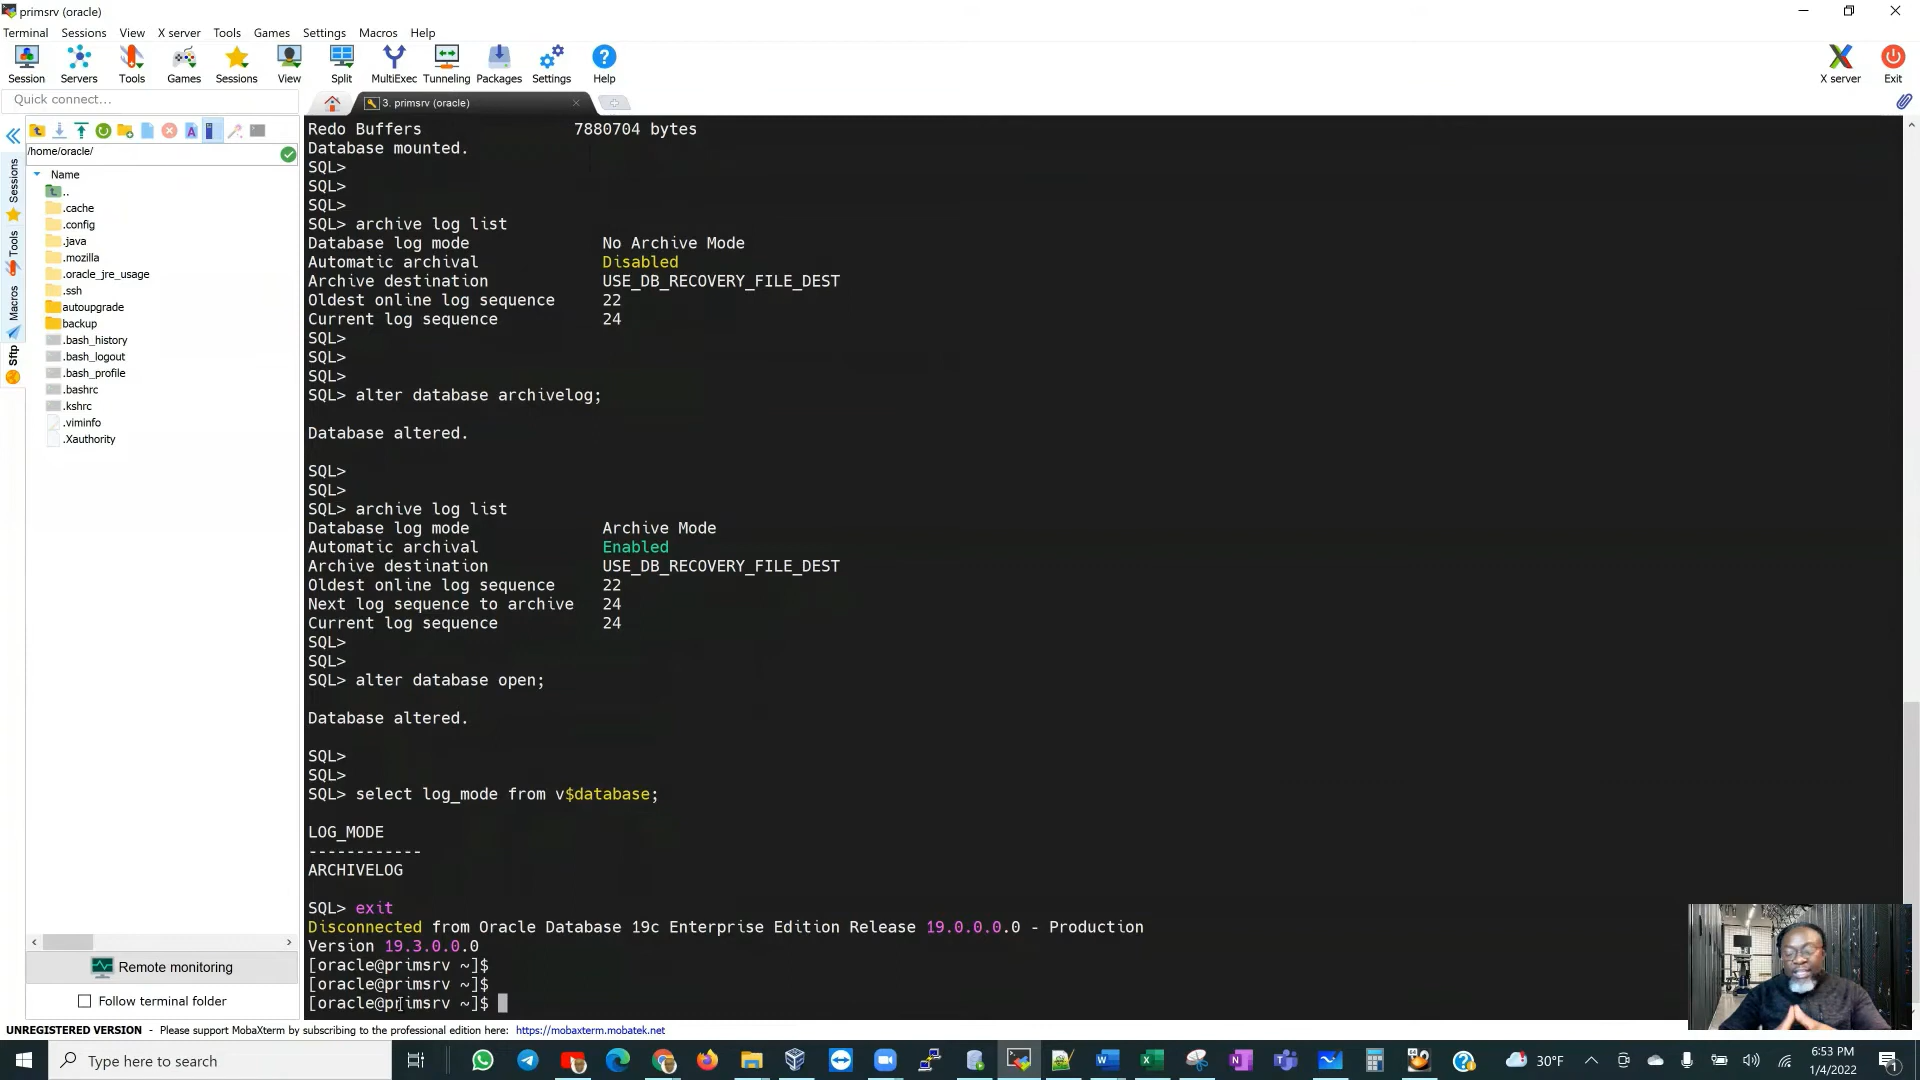 primsrv (oracle)
Terminal Sessions View X server Tools Games Settings Macros Help
Session Servers Tools Games Sessions View Split MultiExec Tunneling Packages Settings Help X server Exit
Quick connect...
3. primsrv (oracle)
/home/oracle/
Name
..
.cache
.config
.java
.mozilla
.oracle_jre_usage
.ssh
autoupgrade
backup
.bash_history
.bash_logout
.bash_profile
.bashrc
.kshrc
.viminfo
.Xauthority
Sessions
Tools
Macros
Sftp
Remote monitoring
Follow terminal folder
Redo Buffers 7880704 bytes
Database mounted.
SQL>
SQL>
SQL>
SQL> archive log list
Database log mode No Archive Mode
Automatic archival Disabled
Archive destination USE_DB_RECOVERY_FILE_DEST
Oldest online log sequence 22
Current log sequence 24
SQL>
SQL>
SQL>
SQL> alter database archivelog;
Database altered.
SQL>
SQL>
SQL> archive log list
Database log mode Archive Mode
Automatic archival Enabled
Archive destination USE_DB_RECOVERY_FILE_DEST
Oldest online log sequence 22
Next log sequence to archive 24
Current log sequence 24
SQL>
SQL>
SQL> alter database open;
Database altered.
SQL>
SQL>
SQL> select log_mode from v$database;
LOG_MODE
------------
ARCHIVELOG
SQL> exit
Disconnected from Oracle Database 19c Enterprise Edition Release 19.0.0.0.0 - Production
Version 19.3.0.0.0
[oracle@primsrv ~]$
[oracle@primsrv ~]$
[oracle@primsrv ~]$
UNREGISTERED VERSION - Please support MobaXterm by subscribing to the professional edition here: https://mobaxterm.mobatek.net
Type here to search
30°F
6:53 PM
1/4/2022